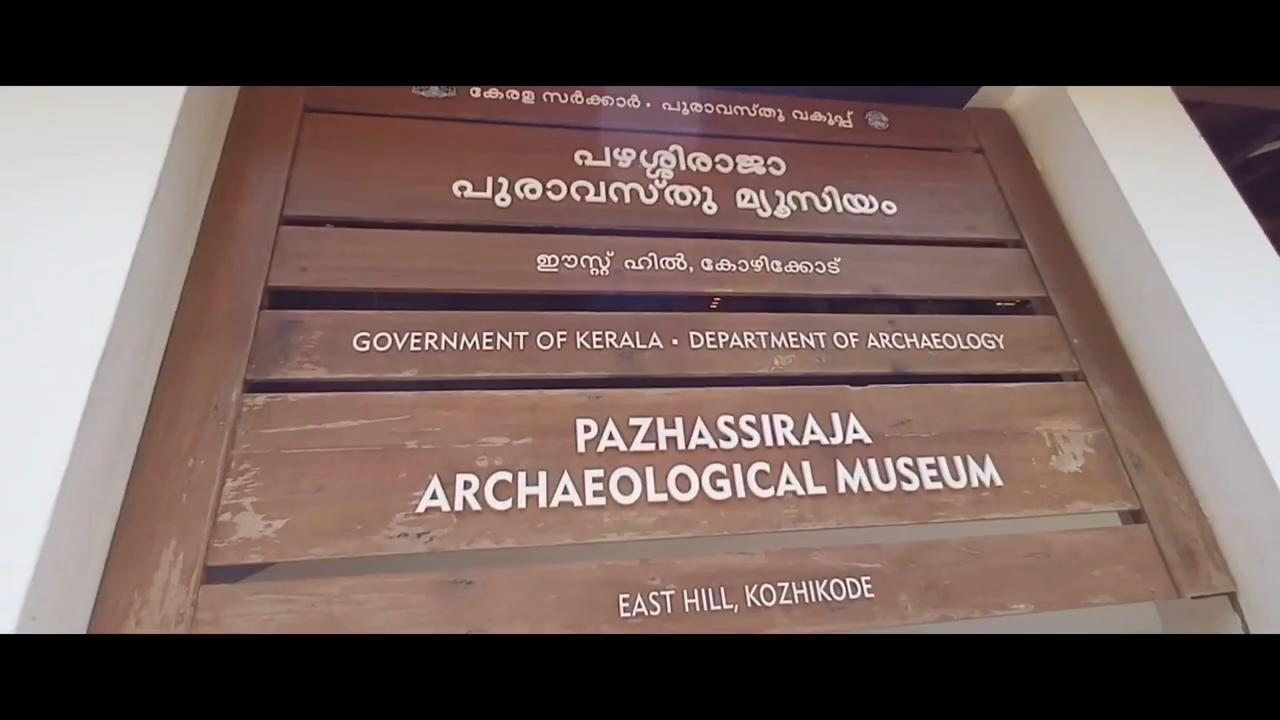 കേരള സർക്കാർ • പുരാവസ്തു വകുപ്പ്
പഴശ്ശിരാജാ
പുരാവസ്തു മ്യൂസിയം
ഈസ്റ്റ് ഹിൽ, കോഴിക്കോട്
GOVERNMENT OF KERALA • DEPARTMENT OF ARCHAEOLOGY
PAZHASSIRAJA
ARCHAEOLOGICAL MUSEUM
EAST HILL, KOZHIKODE